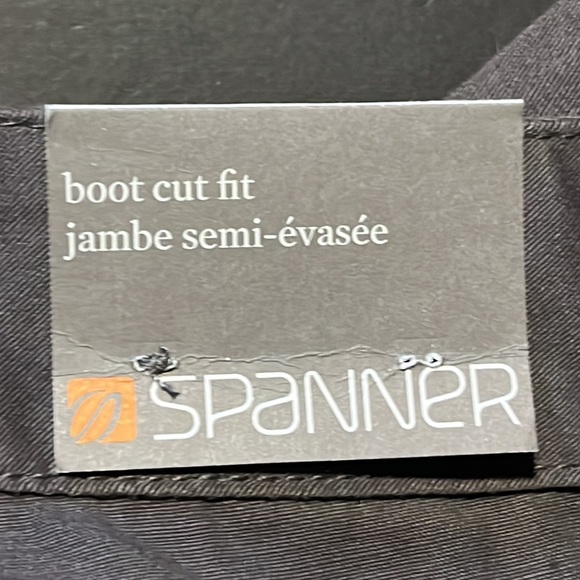 boot cut fit
jambe semi-évasée
SPANNER